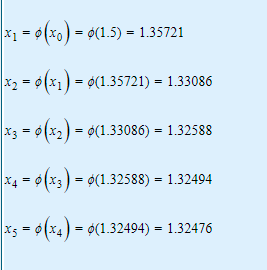 x₁ = ϕ(x₀) = ϕ(1.5) = 1.35721
x₂ = ϕ(x₁) = ϕ(1.35721) = 1.33086
x₃ = ϕ(x₂) = ϕ(1.33086) = 1.32588
x₄ = ϕ(x₃) = ϕ(1.32588) = 1.32494
x₅ = ϕ(x₄) = ϕ(1.32494) = 1.32476